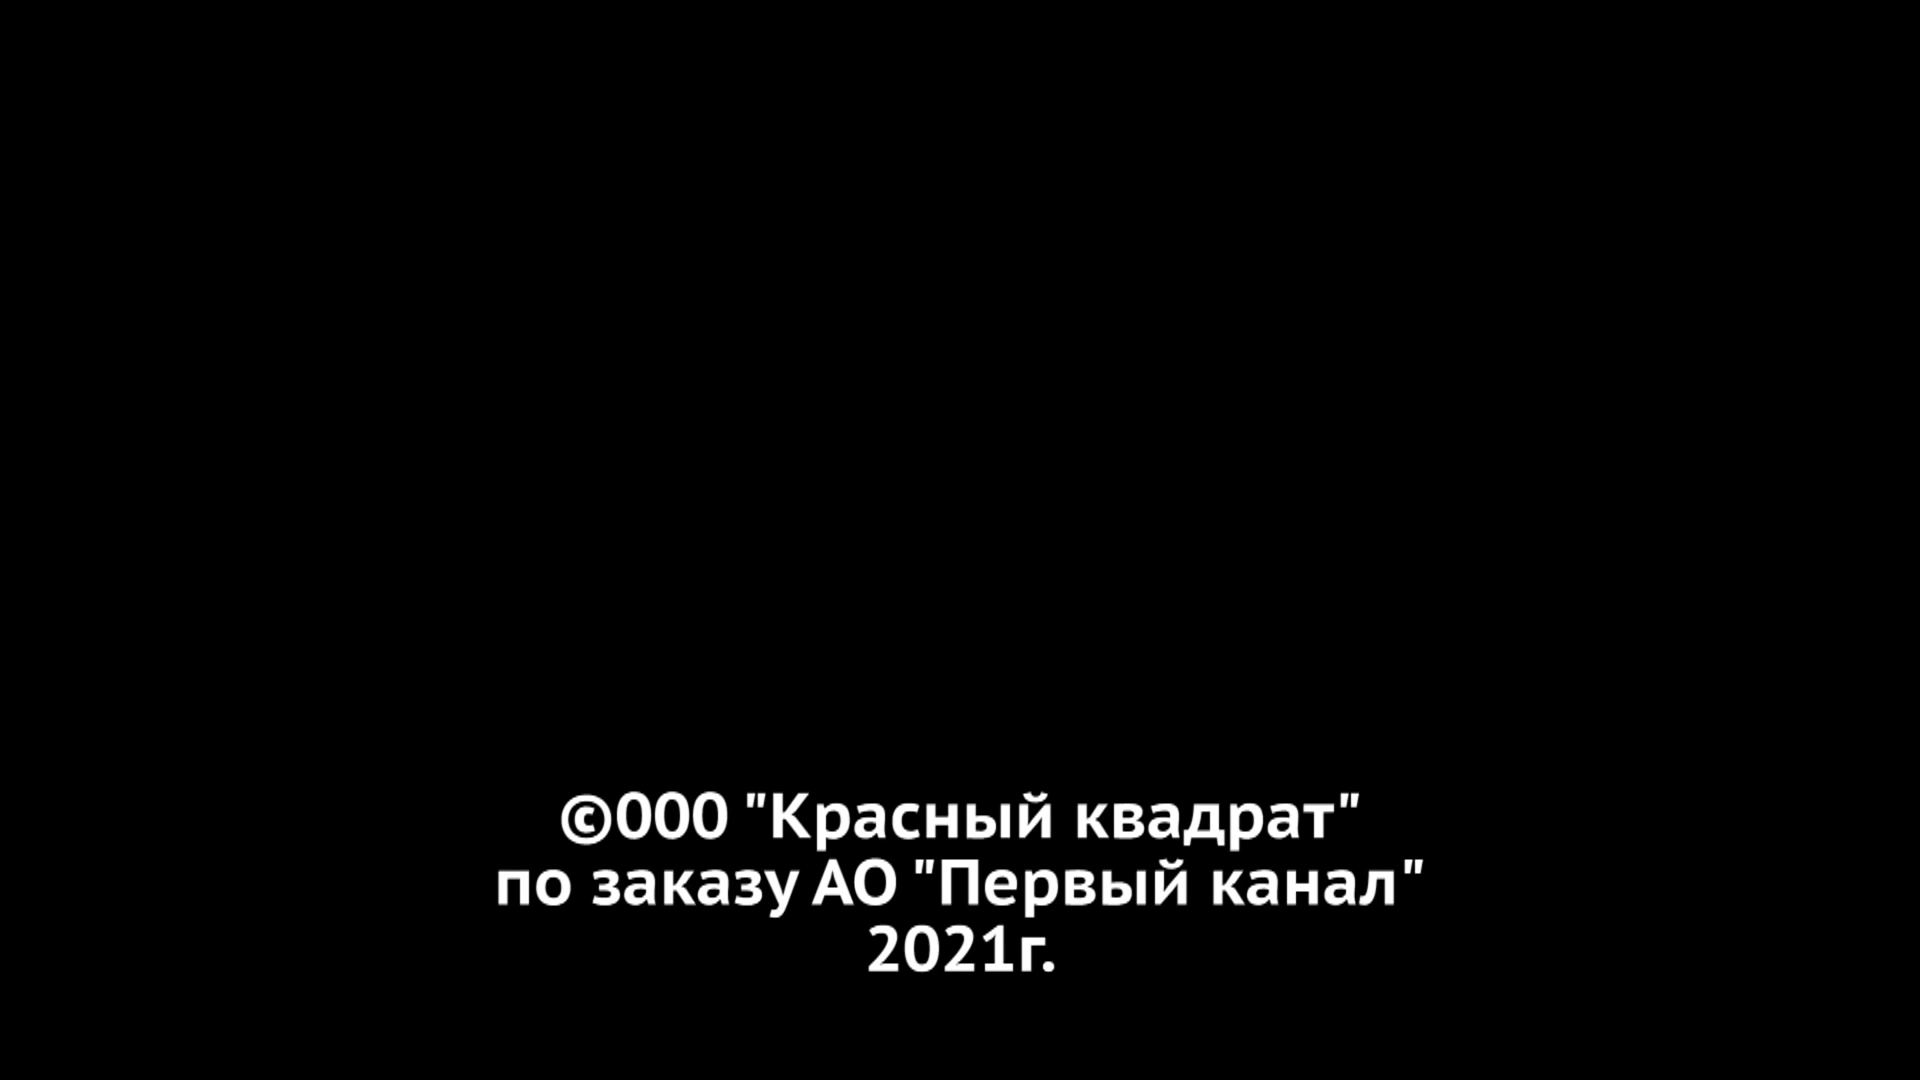 ©000 "Красный квадрат"
по заказу АО "Первый канал"
2021г.